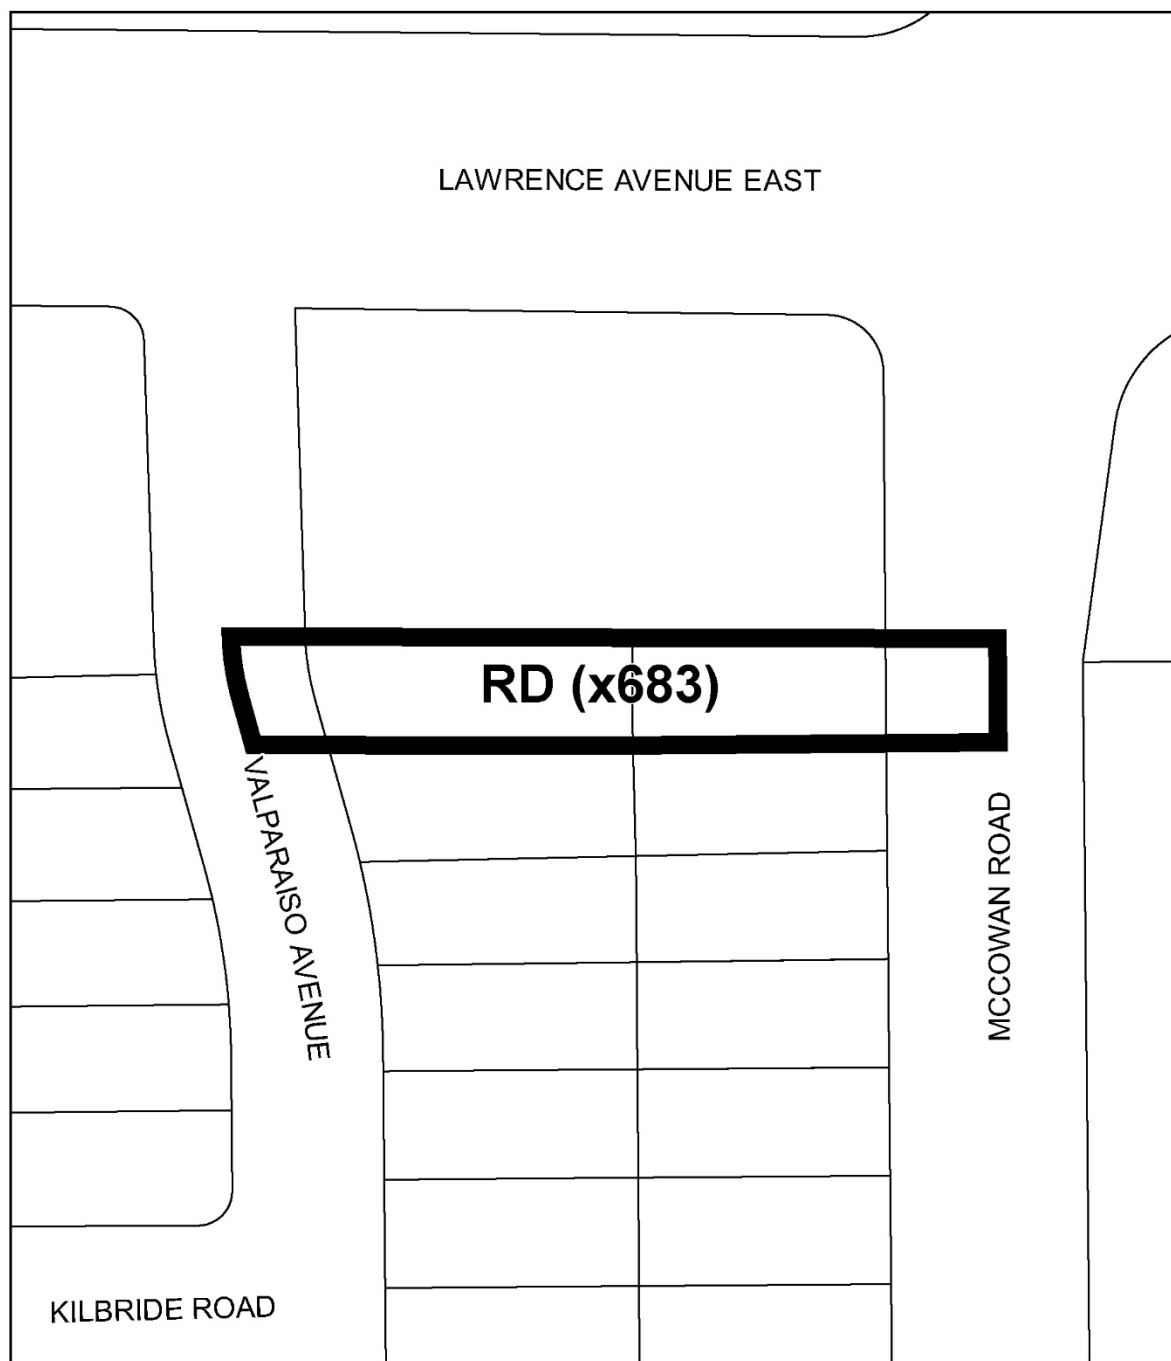 LAWRENCE AVENUE EAST
RD (x683)
VALPARAISO AVENUE
MCCOWAN ROAD
KILBRIDE ROAD